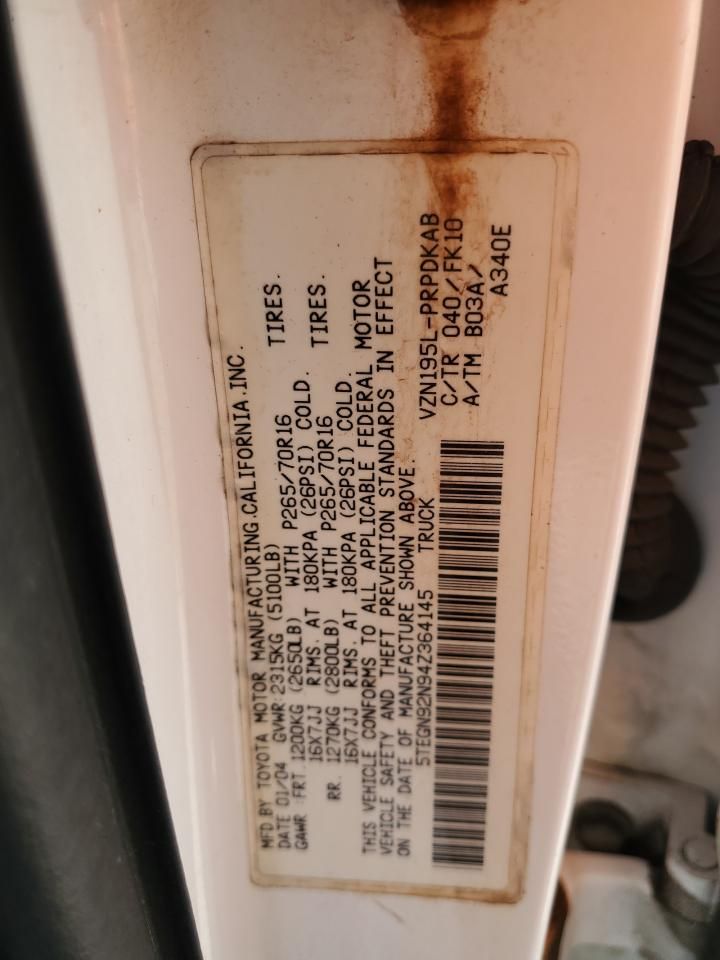 MFD BY TOYOTA MOTOR MANUFACTURING.CALIFORNIA.INC.
DATE 01/04 GVWR:2315KG (5100LB)
GAWR :FRT.1200KG (2650LB) WITH P265/70R16 TIRES.
16X7JJ RIMS. AT 180KPA (26PSI) COLD.
RR. 1270KG (2800LB) WITH P265/70R16 TIRES.
16X7JJ RIMS. AT 180KPA (26PSI) COLD.
THIS VEHICLE CONFORMS TO ALL APPLICABLE FEDERAL MOTOR
VEHICLE SAFETY AND THEFT PREVENTION STANDARDS IN EFFECT
ON THE DATE OF MANUFACTURE SHOWN ABOVE.
5TEGN92N94Z364145 TRUCK
VZN195L-PRPDKAB
C/TR 040/FK10
A/TM B03A/
A340E